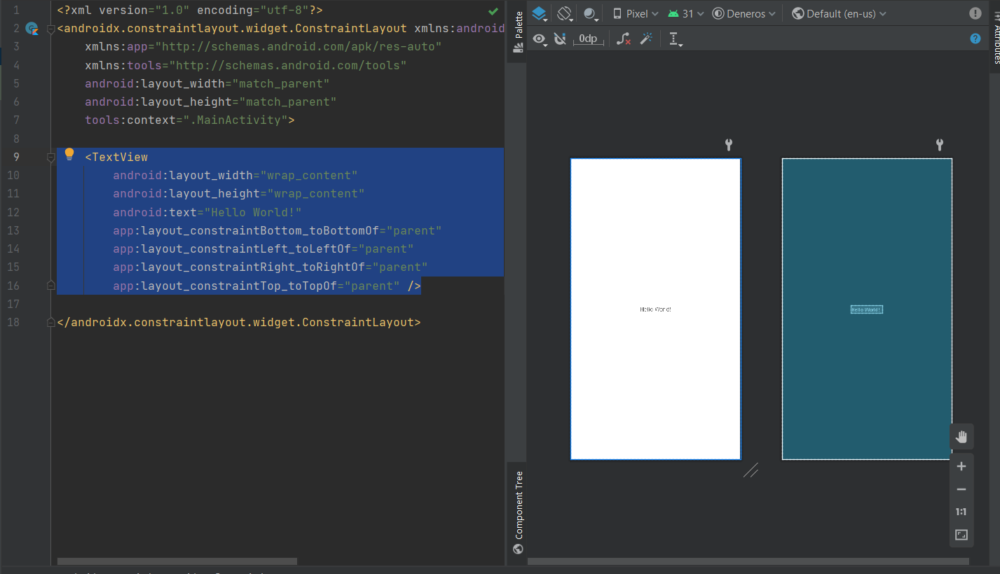 1 <?xml version="1.0" encoding="utf-8"?>
2 <androidx.constraintlayout.widget.ConstraintLayout xmlns:android
3 xmlns:app="http://schemas.android.com/apk/res-auto"
4 xmlns:tools="http://schemas.android.com/tools"
5 android:layout_width="match_parent"
6 android:layout_height="match_parent"
7 tools:context=".MainActivity">
8
9 <TextView
10 android:layout_width="wrap_content"
11 android:layout_height="wrap_content"
12 android:text="Hello World!"
13 app:layout_constraintBottom_toBottomOf="parent"
14 app:layout_constraintLeft_toLeftOf="parent"
15 app:layout_constraintRight_toRightOf="parent"
16 app:layout_constraintTop_toTopOf="parent" />
17
18 </androidx.constraintlayout.widget.ConstraintLayout>
Palette
Component Tree
Pixel 31 Deneros Default (en-us)
0dp
Attributes
Hello World!
Hello World!
1:1